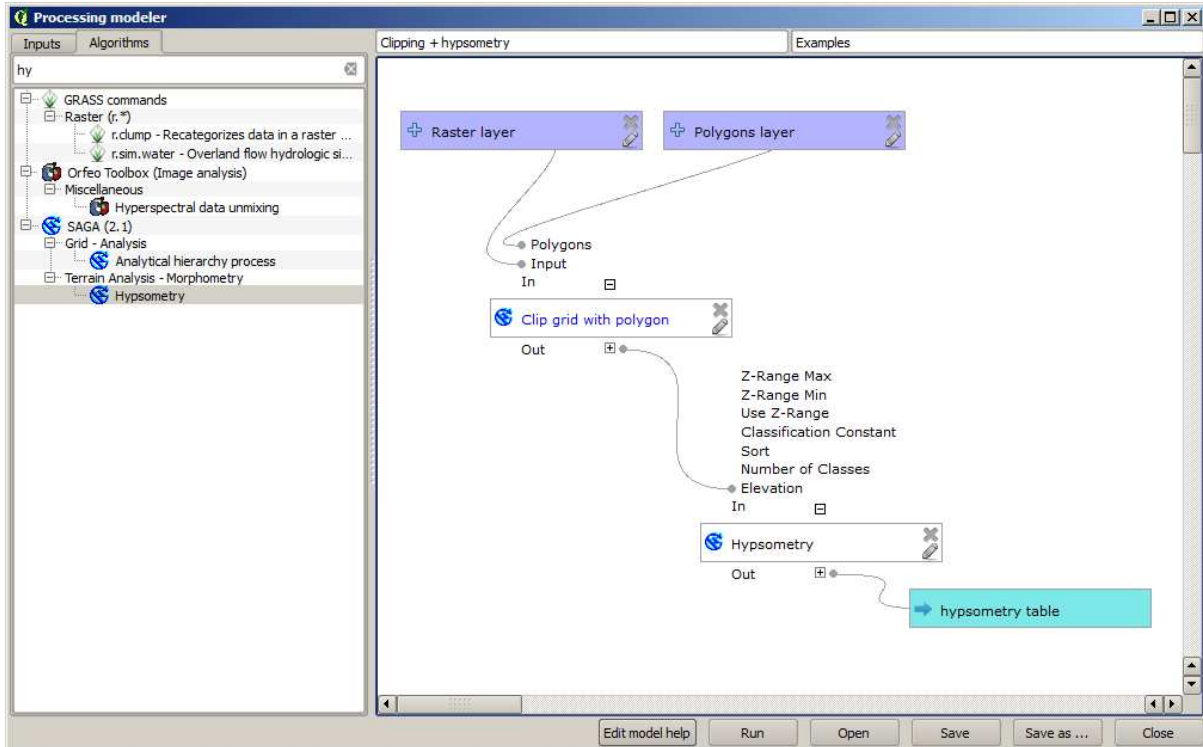 Processing modeler
Inputs
Algorithms
Clipping + hypsometry
Examples
hy
GRASS commands
Raster (r.*)
r.clump - Recategorizes data in a raster ...
r.sim.water - Overland flow hydrologic si...
Orfeo Toolbox (Image analysis)
Miscellaneous
Hyperspectral data unmixing
SAGA (2.1)
Grid - Analysis
Analytical hierarchy process
Terrain Analysis - Morphometry
Hypsometry
Raster layer
Polygons layer
Polygons
Input
In
Clip grid with polygon
Out
Z-Range Max
Z-Range Min
Use Z-Range
Classification Constant
Sort
Number of Classes
Elevation
In
Hypsometry
Out
hypsometry table
Edit model help
Run
Open
Save
Save as ...
Close